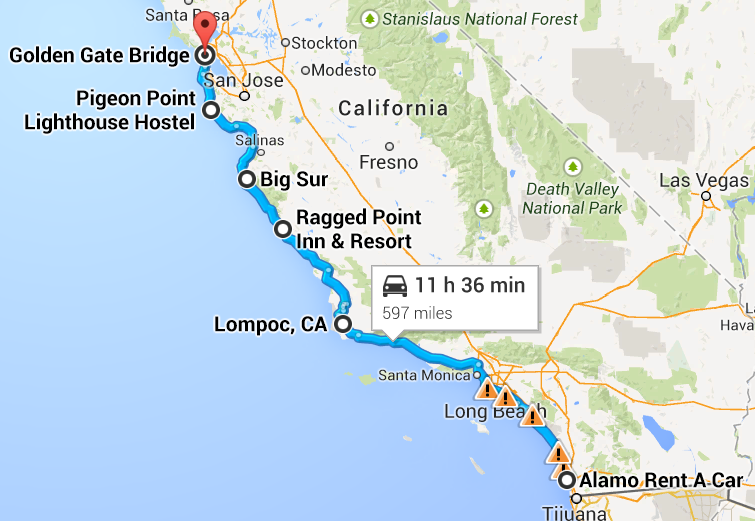 Santa Rosa
Stanislaus National Forest
Golden Gate Bridge
Stockton
Modesto
San Jose
Pigeon Point
Lighthouse Hostel
California
Salinas
Fresno
Big Sur
Death Valley
National Park
Las Vegas
Ragged Point
Inn & Resort
11 h 36 min
597 miles
Lompoc, CA
Lak
Hava
Santa Monica
Long Beach
Alamo Rent A Car
Tijuana